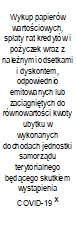 Wykup papierów
wartościowych,
spłaty rat kredytów i
pożyczek wraz z
należnymi odsetkami
i dyskontem,
odpowiednio
emitowanych lub
zaciągniętych do
równowartości kwoty
ubytku w
wykonanych
dochodach jednostki
samorządu
terytorialnego
będącego skutkiem
wystąpienia
COVID-19 x